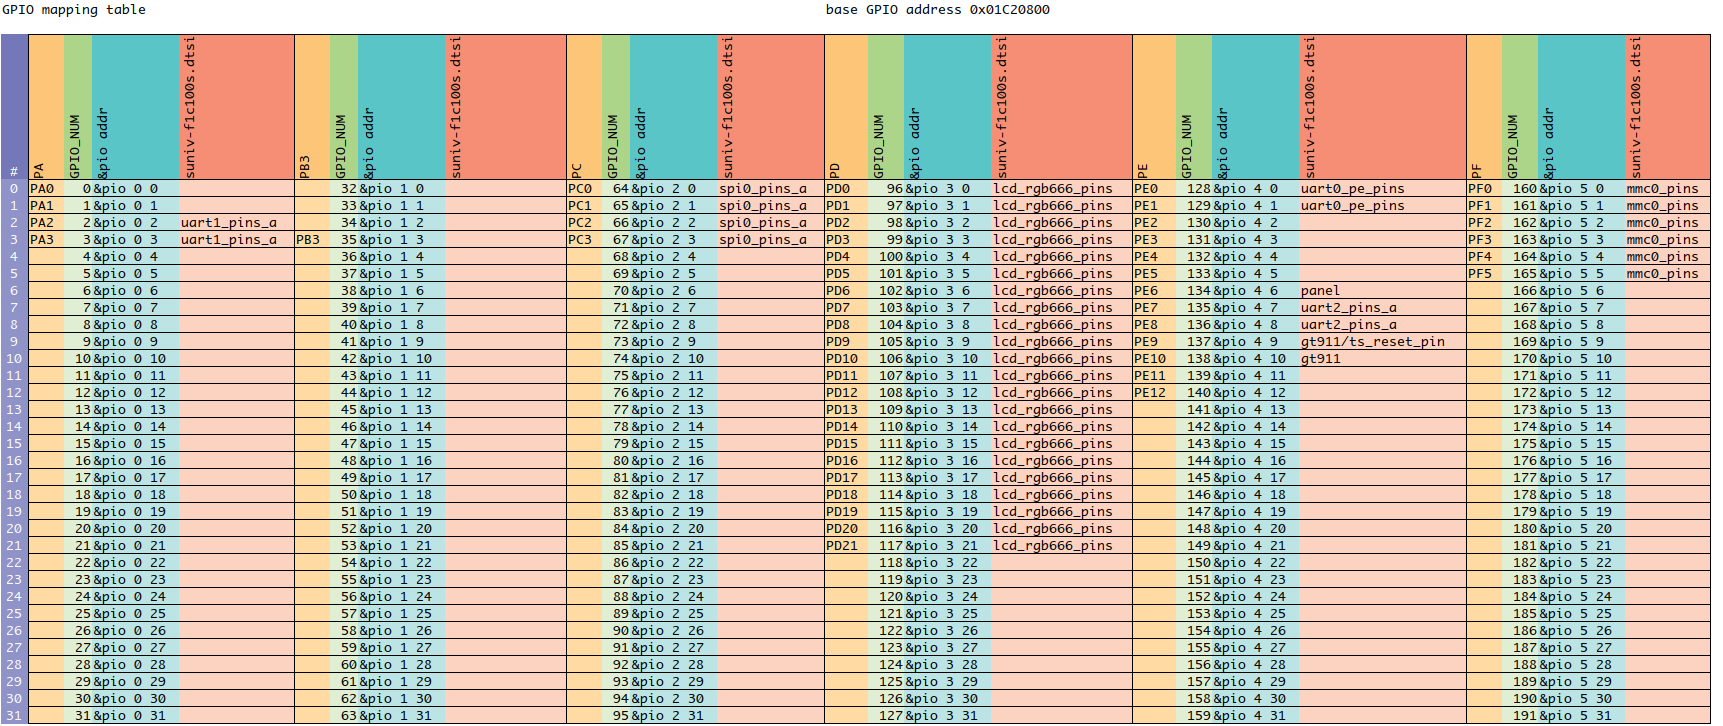 GPIO mapping table base GPIO address 0x01C20800
# PA GPIO_NUM &pio addr suniv-f1c100s.dtsi PB3 GPIO_NUM &pio addr suniv-f1c100s.dtsi PC GPIO_NUM &pio addr suniv-f1c100s.dtsi PD GPIO_NUM &pio addr suniv-f1c100s.dtsi PE GPIO_NUM &pio addr suniv-f1c100s.dtsi PF GPIO_NUM &pio addr suniv-f1c100s.dtsi
0 PA0 0 &pio 0 0 32 &pio 1 0 PC0 64 &pio 2 0 spi0_pins_a PD0 96 &pio 3 0 lcd_rgb666_pins PE0 128 &pio 4 0 uart0_pe_pins PF0 160 &pio 5 0 mmc0_pins
1 PA1 1 &pio 0 1 33 &pio 1 1 PC1 65 &pio 2 1 spi0_pins_a PD1 97 &pio 3 1 lcd_rgb666_pins PE1 129 &pio 4 1 uart0_pe_pins PF1 161 &pio 5 1 mmc0_pins
2 PA2 2 &pio 0 2 uart1_pins_a 34 &pio 1 2 PC2 66 &pio 2 2 spi0_pins_a PD2 98 &pio 3 2 lcd_rgb666_pins PE2 130 &pio 4 2 PF2 162 &pio 5 2 mmc0_pins
3 PA3 3 &pio 0 3 uart1_pins_a PB3 35 &pio 1 3 PC3 67 &pio 2 3 spi0_pins_a PD3 99 &pio 3 3 lcd_rgb666_pins PE3 131 &pio 4 3 PF3 163 &pio 5 3 mmc0_pins
4 4 &pio 0 4 36 &pio 1 4 68 &pio 2 4 PD4 100 &pio 3 4 lcd_rgb666_pins PE4 132 &pio 4 4 PF4 164 &pio 5 4 mmc0_pins
5 5 &pio 0 5 37 &pio 1 5 69 &pio 2 5 PD5 101 &pio 3 5 lcd_rgb666_pins PE5 133 &pio 4 5 PF5 165 &pio 5 5 mmc0_pins
6 6 &pio 0 6 38 &pio 1 6 70 &pio 2 6 PD6 102 &pio 3 6 lcd_rgb666_pins PE6 134 &pio 4 6 panel 166 &pio 5 6
7 7 &pio 0 7 39 &pio 1 7 71 &pio 2 7 PD7 103 &pio 3 7 lcd_rgb666_pins PE7 135 &pio 4 7 uart2_pins_a 167 &pio 5 7
8 8 &pio 0 8 40 &pio 1 8 72 &pio 2 8 PD8 104 &pio 3 8 lcd_rgb666_pins PE8 136 &pio 4 8 uart2_pins_a 168 &pio 5 8
9 9 &pio 0 9 41 &pio 1 9 73 &pio 2 9 PD9 105 &pio 3 9 lcd_rgb666_pins PE9 137 &pio 4 9 gt911/ts_reset_pin 169 &pio 5 9
10 10 &pio 0 10 42 &pio 1 10 74 &pio 2 10 PD10 106 &pio 3 10 lcd_rgb666_pins PE10 138 &pio 4 10 gt911 170 &pio 5 10
11 11 &pio 0 11 43 &pio 1 11 75 &pio 2 11 PD11 107 &pio 3 11 lcd_rgb666_pins PE11 139 &pio 4 11 171 &pio 5 11
12 12 &pio 0 12 44 &pio 1 12 76 &pio 2 12 PD12 108 &pio 3 12 lcd_rgb666_pins PE12 140 &pio 4 12 172 &pio 5 12
13 13 &pio 0 13 45 &pio 1 13 77 &pio 2 13 PD13 109 &pio 3 13 lcd_rgb666_pins 141 &pio 4 13 173 &pio 5 13
14 14 &pio 0 14 46 &pio 1 14 78 &pio 2 14 PD14 110 &pio 3 14 lcd_rgb666_pins 142 &pio 4 14 174 &pio 5 14
15 15 &pio 0 15 47 &pio 1 15 79 &pio 2 15 PD15 111 &pio 3 15 lcd_rgb666_pins 143 &pio 4 15 175 &pio 5 15
16 16 &pio 0 16 48 &pio 1 16 80 &pio 2 16 PD16 112 &pio 3 16 lcd_rgb666_pins 144 &pio 4 16 176 &pio 5 16
17 17 &pio 0 17 49 &pio 1 17 81 &pio 2 17 PD17 113 &pio 3 17 lcd_rgb666_pins 145 &pio 4 17 177 &pio 5 17
18 18 &pio 0 18 50 &pio 1 18 82 &pio 2 18 PD18 114 &pio 3 18 lcd_rgb666_pins 146 &pio 4 18 178 &pio 5 18
19 19 &pio 0 19 51 &pio 1 19 83 &pio 2 19 PD19 115 &pio 3 19 lcd_rgb666_pins 147 &pio 4 19 179 &pio 5 19
20 20 &pio 0 20 52 &pio 1 20 84 &pio 2 20 PD20 116 &pio 3 20 lcd_rgb666_pins 148 &pio 4 20 180 &pio 5 20
21 21 &pio 0 21 53 &pio 1 21 85 &pio 2 21 PD21 117 &pio 3 21 lcd_rgb666_pins 149 &pio 4 21 181 &pio 5 21
22 22 &pio 0 22 54 &pio 1 22 86 &pio 2 22 118 &pio 3 22 150 &pio 4 22 182 &pio 5 22
23 23 &pio 0 23 55 &pio 1 23 87 &pio 2 23 119 &pio 3 23 151 &pio 4 23 183 &pio 5 23
24 24 &pio 0 24 56 &pio 1 24 88 &pio 2 24 120 &pio 3 24 152 &pio 4 24 184 &pio 5 24
25 25 &pio 0 25 57 &pio 1 25 89 &pio 2 25 121 &pio 3 25 153 &pio 4 25 185 &pio 5 25
26 26 &pio 0 26 58 &pio 1 26 90 &pio 2 26 122 &pio 3 26 154 &pio 4 26 186 &pio 5 26
27 27 &pio 0 27 59 &pio 1 27 91 &pio 2 27 123 &pio 3 27 155 &pio 4 27 187 &pio 5 27
28 28 &pio 0 28 60 &pio 1 28 92 &pio 2 28 124 &pio 3 28 156 &pio 4 28 188 &pio 5 28
29 29 &pio 0 29 61 &pio 1 29 93 &pio 2 29 125 &pio 3 29 157 &pio 4 29 189 &pio 5 29
30 30 &pio 0 30 62 &pio 1 30 94 &pio 2 30 126 &pio 3 30 158 &pio 4 30 190 &pio 5 30
31 31 &pio 0 31 63 &pio 1 31 95 &pio 2 31 127 &pio 3 31 159 &pio 4 31 191 &pio 5 31